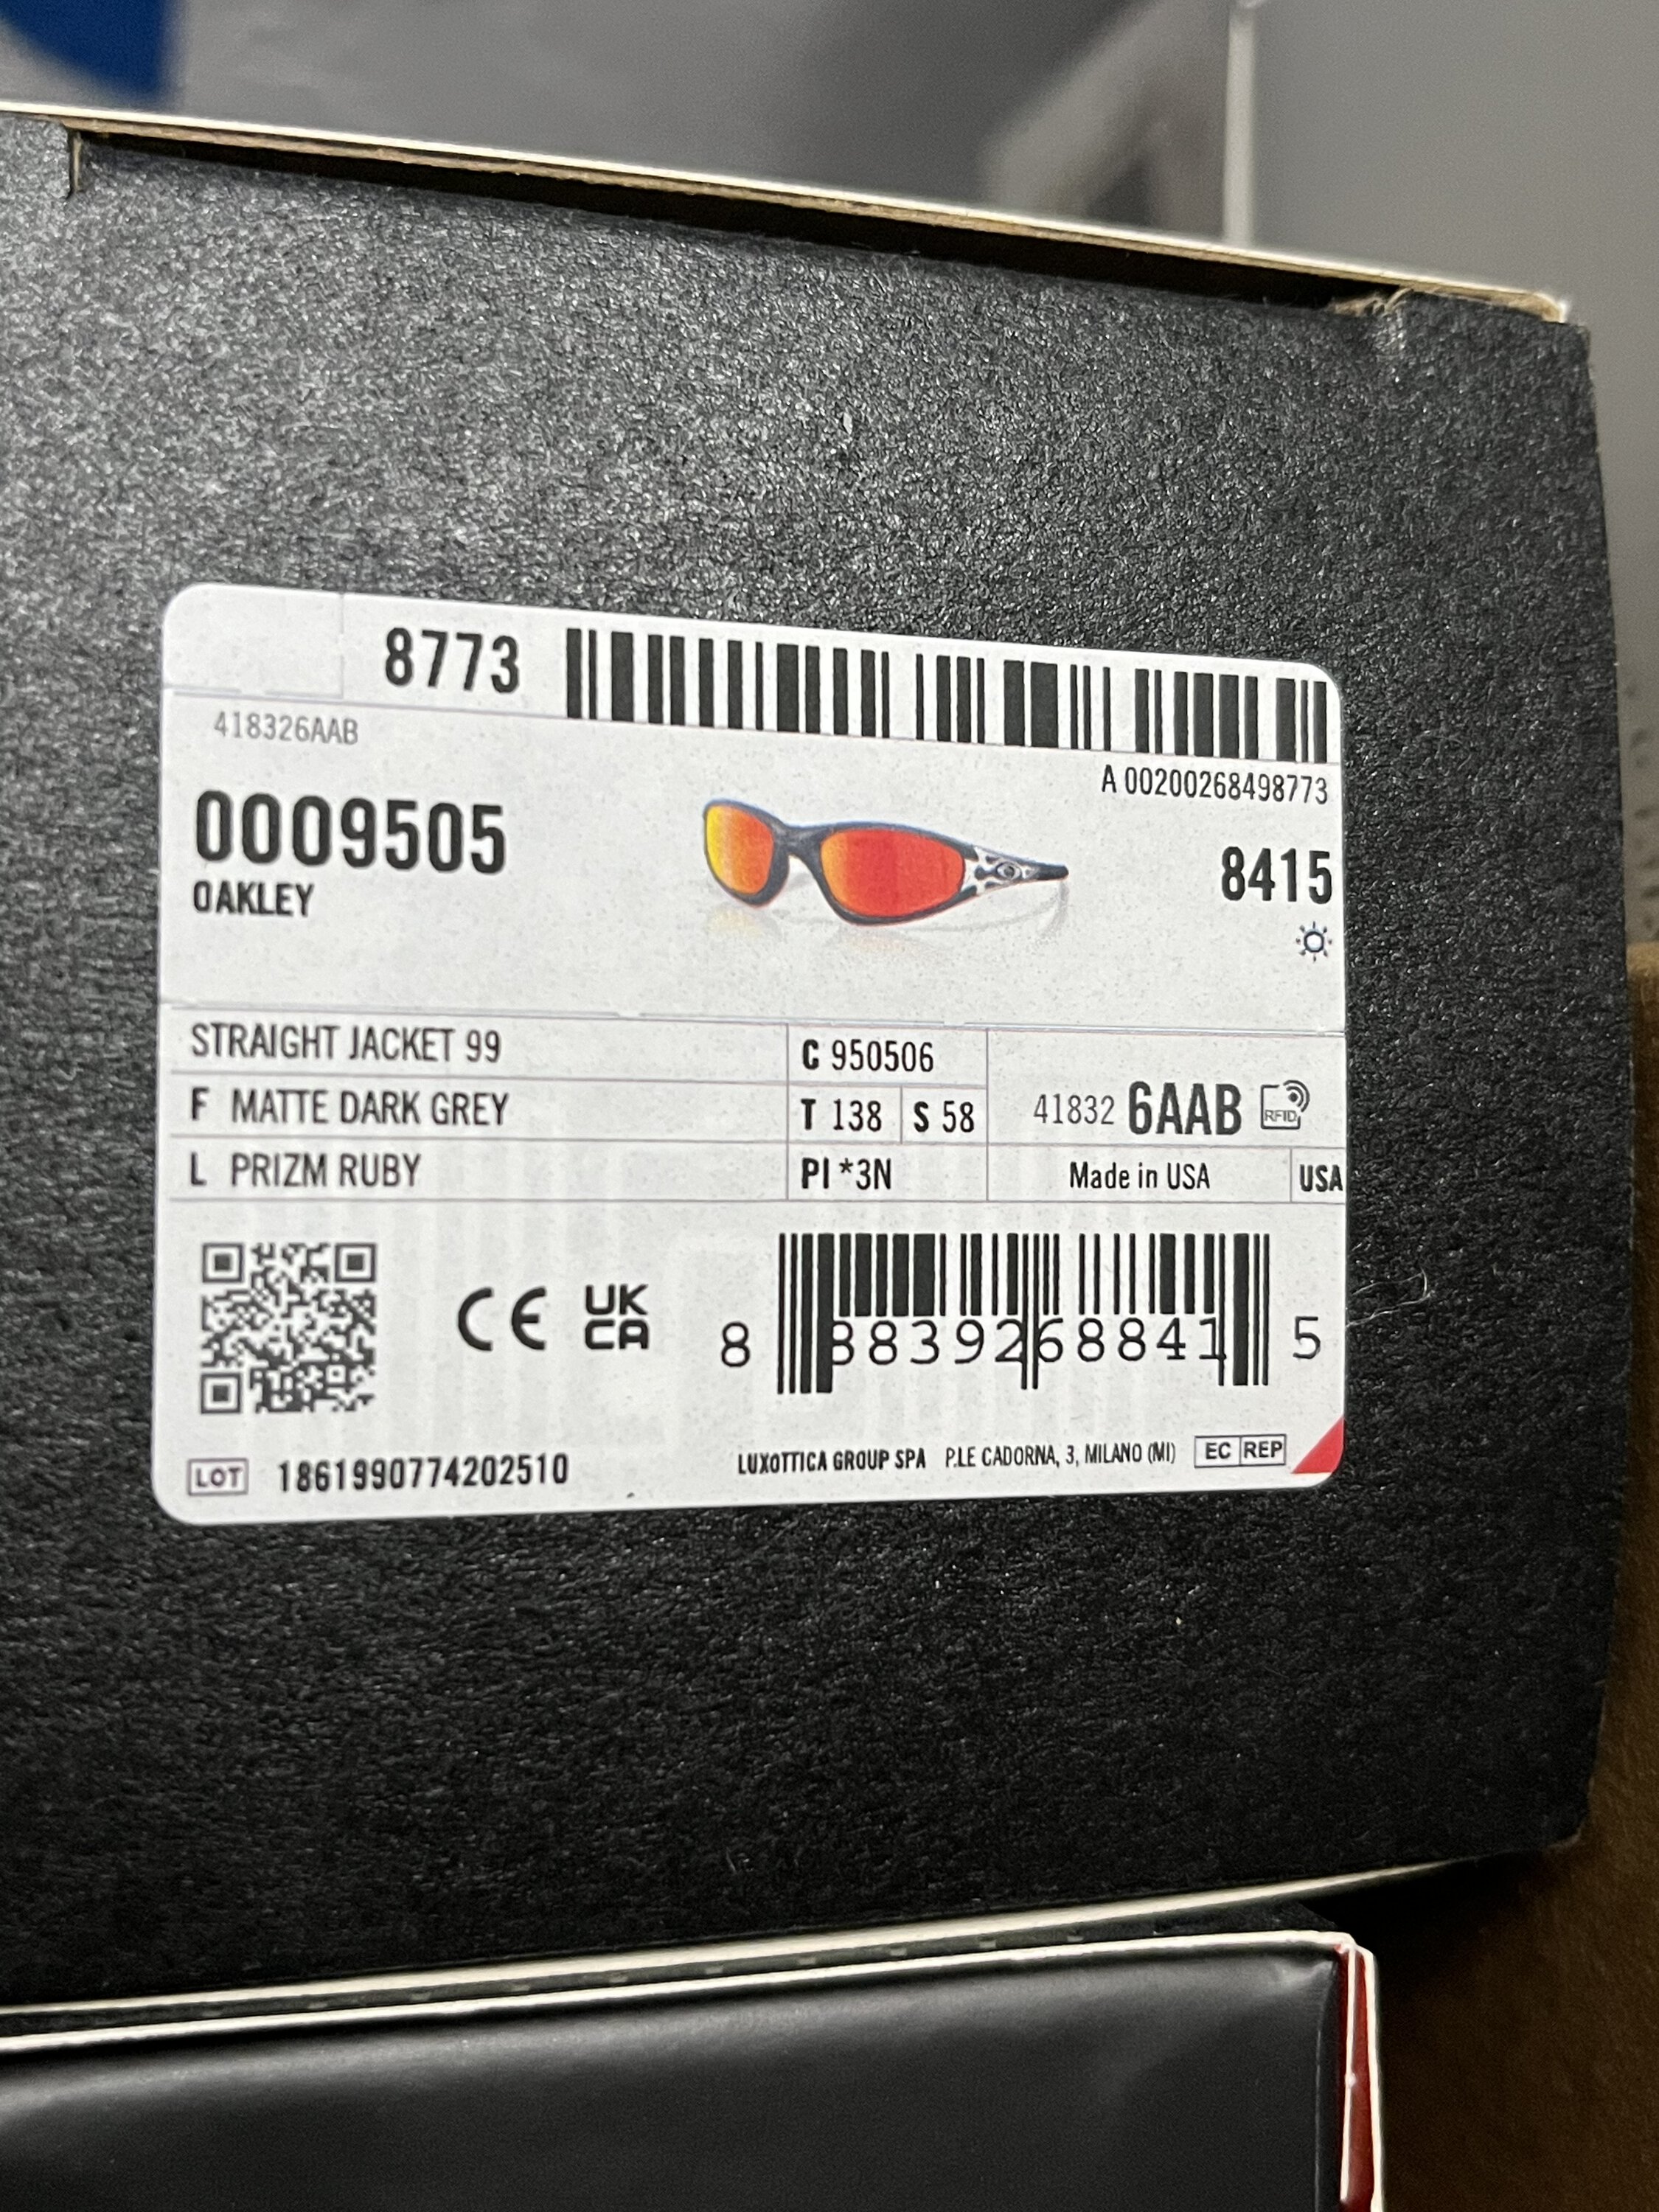 8773
418326AAB
A 00200268498773
0009505
OAKLEY
8415
STRAIGHT JACKET 99
C 950506
F MATTE DARK GREY
T 138
S 58
41832 6AAB
RFID
L PRIZM RUBY
PI *3N
Made in USA
USA
CE
UK
CA
8 883926 88415
LOT 1861990774202510
LUXOTTICA GROUP SPA P.LE CADORNA, 3, MILANO (MI)
EC REP